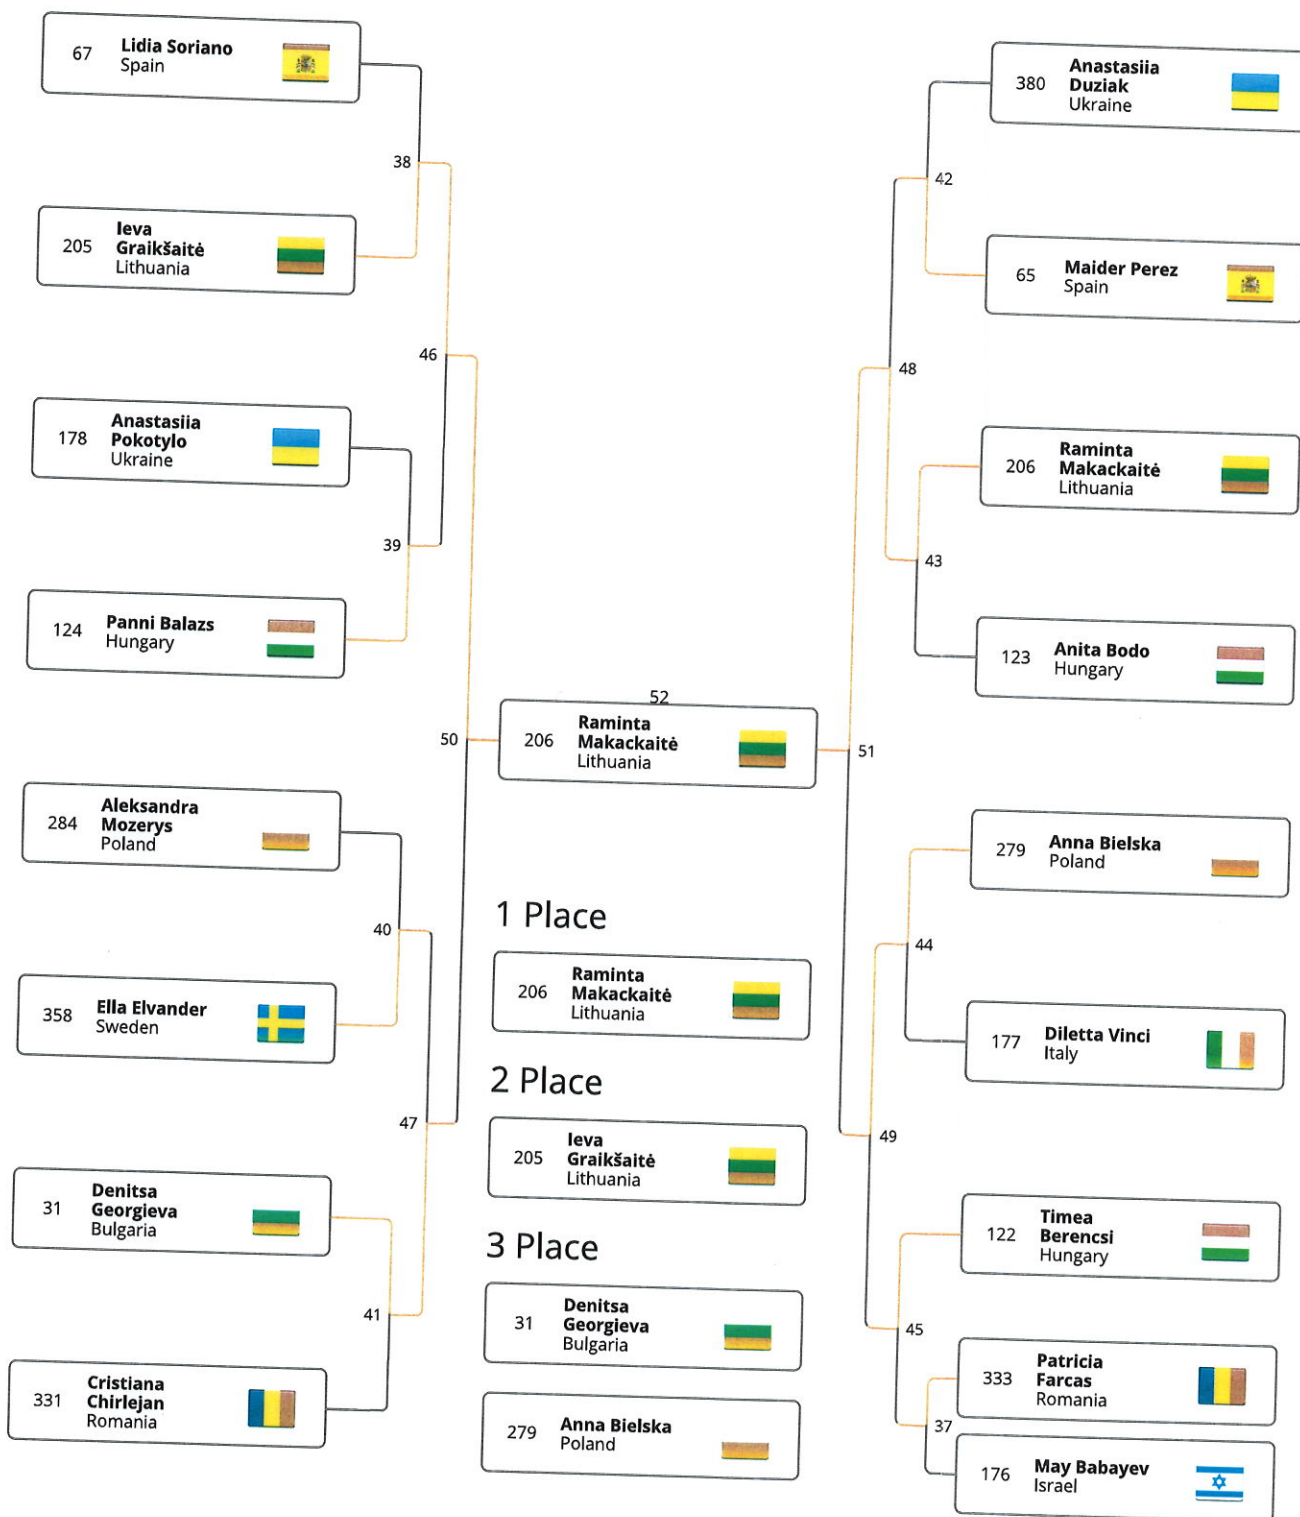 67
Lidia Soriano
Spain
38
205
Ieva
Graikšaitė
Lithuania
46
178
Anastasiia
Pokotylo
Ukraine
39
124
Panni Balazs
Hungary
50
284
Aleksandra
Mozerys
Poland
40
358
Ella Elvander
Sweden
47
31
Denitsa
Georgieva
Bulgaria
41
331
Cristiana
Chirlejan
Romania
52
206
Raminta
Makackaitė
Lithuania
1 Place
206
Raminta
Makackaitė
Lithuania
2 Place
205
Ieva
Graikšaitė
Lithuania
3 Place
31
Denitsa
Georgieva
Bulgaria
279
Anna Bielska
Poland
380
Anastasiia
Duziak
Ukraine
42
65
Maider Perez
Spain
48
206
Raminta
Makackaitė
Lithuania
43
123
Anita Bodo
Hungary
51
279
Anna Bielska
Poland
44
177
Diletta Vinci
Italy
49
122
Timea
Berencsi
Hungary
45
333
Patricia
Farcas
Romania
37
176
May Babayev
Israel